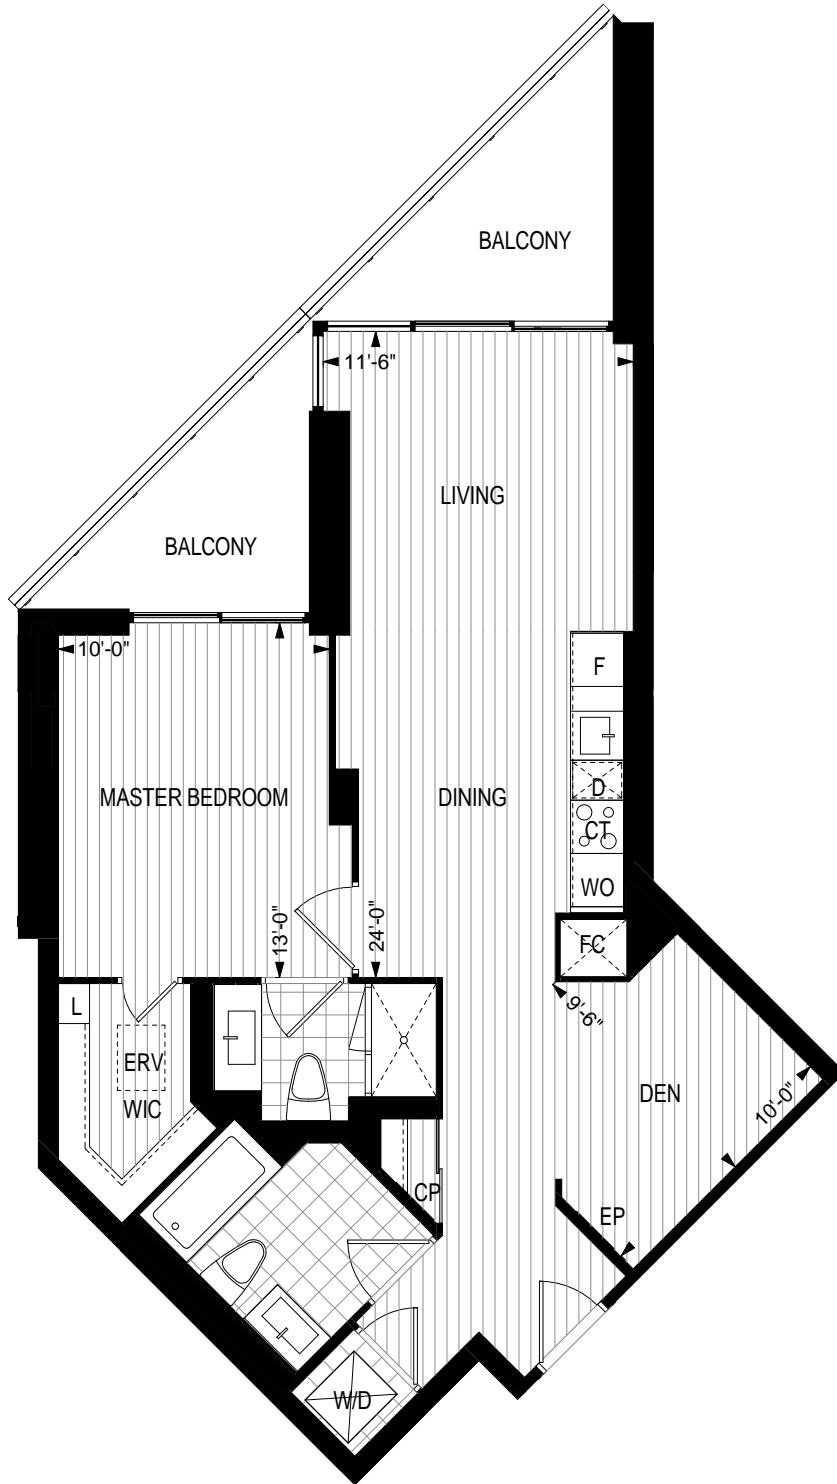 BALCONY
11'-6"
LIVING
BALCONY
10'-0"
F
MASTER BEDROOM
DINING
D
CT
WO
13'-0"
24'-0"
FC
9'-6"
L
ERV
WIC
DEN
10'-0"
CP
EP
W/D